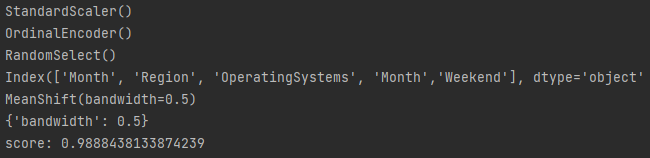 StandardScaler()
OrdinalEncoder()
RandomSelect()
Index(['Month', 'Region', 'OperatingSystems', 'Month','Weekend'], dtype='object'
MeanShift(bandwidth=0.5)
{'bandwidth': 0.5}
score: 0.9888438133874239